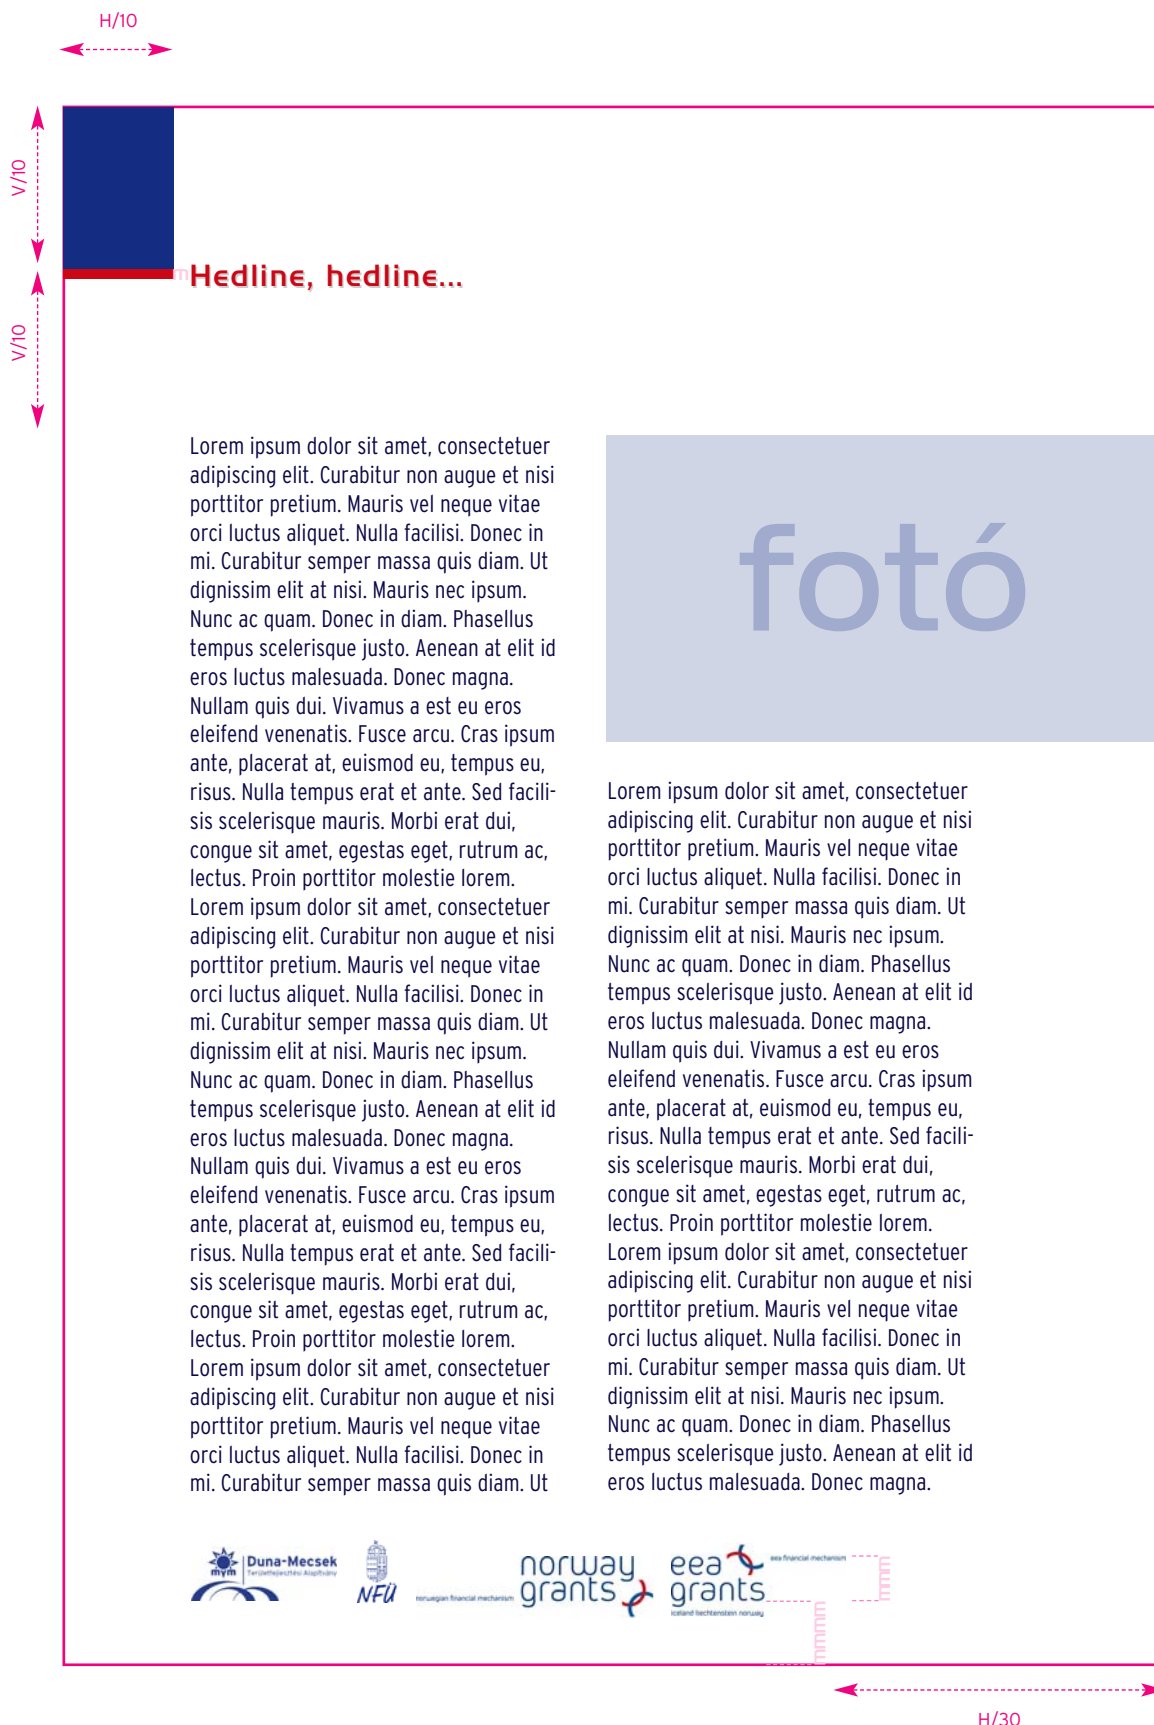 H/10
V/10
V/10
m
Hedline, hedline...
Lorem ipsum dolor sit amet, consectetuer
adipiscing elit. Curabitur non augue et nisi
porttitor pretium. Mauris vel neque vitae
orci luctus aliquet. Nulla facilisi. Donec in
mi. Curabitur semper massa quis diam. Ut
dignissim elit at nisi. Mauris nec ipsum.
Nunc ac quam. Donec in diam. Phasellus
tempus scelerisque justo. Aenean at elit id
eros luctus malesuada. Donec magna.
Nullam quis dui. Vivamus a est eu eros
eleifend venenatis. Fusce arcu. Cras ipsum
ante, placerat at, euismod eu, tempus eu,
risus. Nulla tempus erat et ante. Sed facili-
sis scelerisque mauris. Morbi erat dui,
congue sit amet, egestas eget, rutrum ac,
lectus. Proin porttitor molestie lorem.
Lorem ipsum dolor sit amet, consectetuer
adipiscing elit. Curabitur non augue et nisi
porttitor pretium. Mauris vel neque vitae
orci luctus aliquet. Nulla facilisi. Donec in
mi. Curabitur semper massa quis diam. Ut
dignissim elit at nisi. Mauris nec ipsum.
Nunc ac quam. Donec in diam. Phasellus
tempus scelerisque justo. Aenean at elit id
eros luctus malesuada. Donec magna.
Nullam quis dui. Vivamus a est eu eros
eleifend venenatis. Fusce arcu. Cras ipsum
ante, placerat at, euismod eu, tempus eu,
risus. Nulla tempus erat et ante. Sed facili-
sis scelerisque mauris. Morbi erat dui,
congue sit amet, egestas eget, rutrum ac,
lectus. Proin porttitor molestie lorem.
Lorem ipsum dolor sit amet, consectetuer
adipiscing elit. Curabitur non augue et nisi
porttitor pretium. Mauris vel neque vitae
orci luctus aliquet. Nulla facilisi. Donec in
mi. Curabitur semper massa quis diam. Ut
fotó
Lorem ipsum dolor sit amet, consectetuer
adipiscing elit. Curabitur non augue et nisi
porttitor pretium. Mauris vel neque vitae
orci luctus aliquet. Nulla facilisi. Donec in
mi. Curabitur semper massa quis diam. Ut
dignissim elit at nisi. Mauris nec ipsum.
Nunc ac quam. Donec in diam. Phasellus
tempus scelerisque justo. Aenean at elit id
eros luctus malesuada. Donec magna.
Nullam quis dui. Vivamus a est eu eros
eleifend venenatis. Fusce arcu. Cras ipsum
ante, placerat at, euismod eu, tempus eu,
risus. Nulla tempus erat et ante. Sed facili-
sis scelerisque mauris. Morbi erat dui,
congue sit amet, egestas eget, rutrum ac,
lectus. Proin porttitor molestie lorem.
Lorem ipsum dolor sit amet, consectetuer
adipiscing elit. Curabitur non augue et nisi
porttitor pretium. Mauris vel neque vitae
orci luctus aliquet. Nulla facilisi. Donec in
mi. Curabitur semper massa quis diam. Ut
dignissim elit at nisi. Mauris nec ipsum.
Nunc ac quam. Donec in diam. Phasellus
tempus scelerisque justo. Aenean at elit id
eros luctus malesuada. Donec magna.
mym
Duna-Mecsek
Területfejlesztési Alapítvány
NFÜ
norwegian financial mechanism
norway
grants
eea
grants
iceland liechtenstein norway
eea financial mechanism
mmm
mmmm
H/30